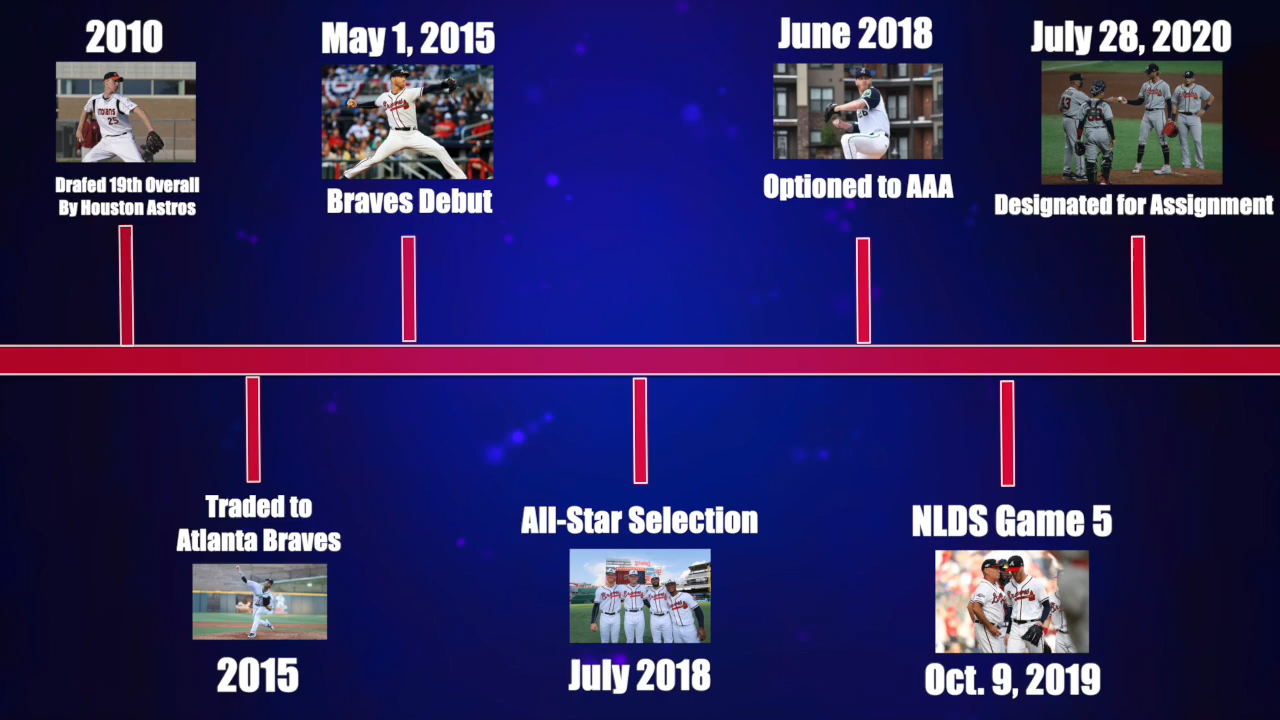 2010
May 1, 2015
June 2018
July 28, 2020
Drafed 19th Overall
By Houston Astros
Braves Debut
Optioned to AAA
Designated for Assignment
Traded to
Atlanta Braves
2015
All-Star Selection
July 2018
NLDS Game 5
Oct. 9, 2019